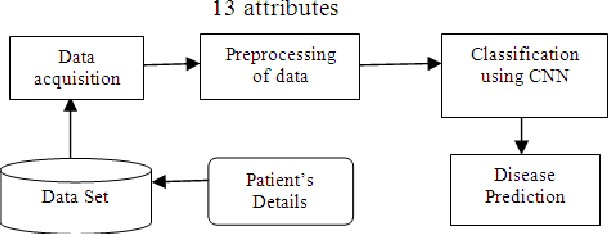 13 attributes
Data
acquisition
Preprocessing
of data
Classification
using CNN
Data Set
Patient's
Details
Disease
Prediction